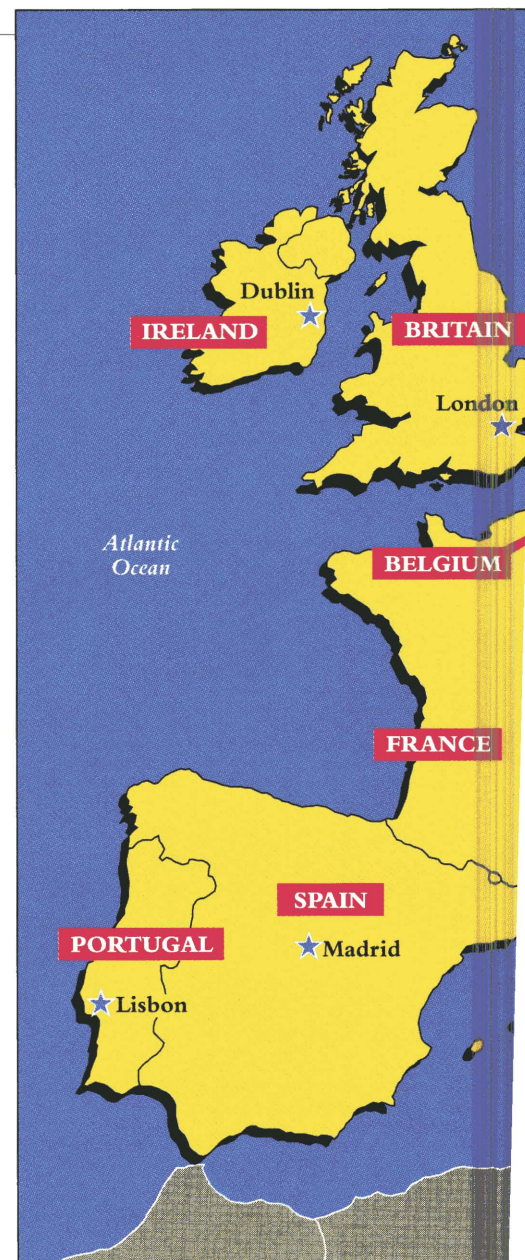 Dublin
IRELAND
BRITAIN
London
Atlantic
Ocean
BELGIUM
FRANCE
SPAIN
PORTUGAL
Madrid
Lisbon